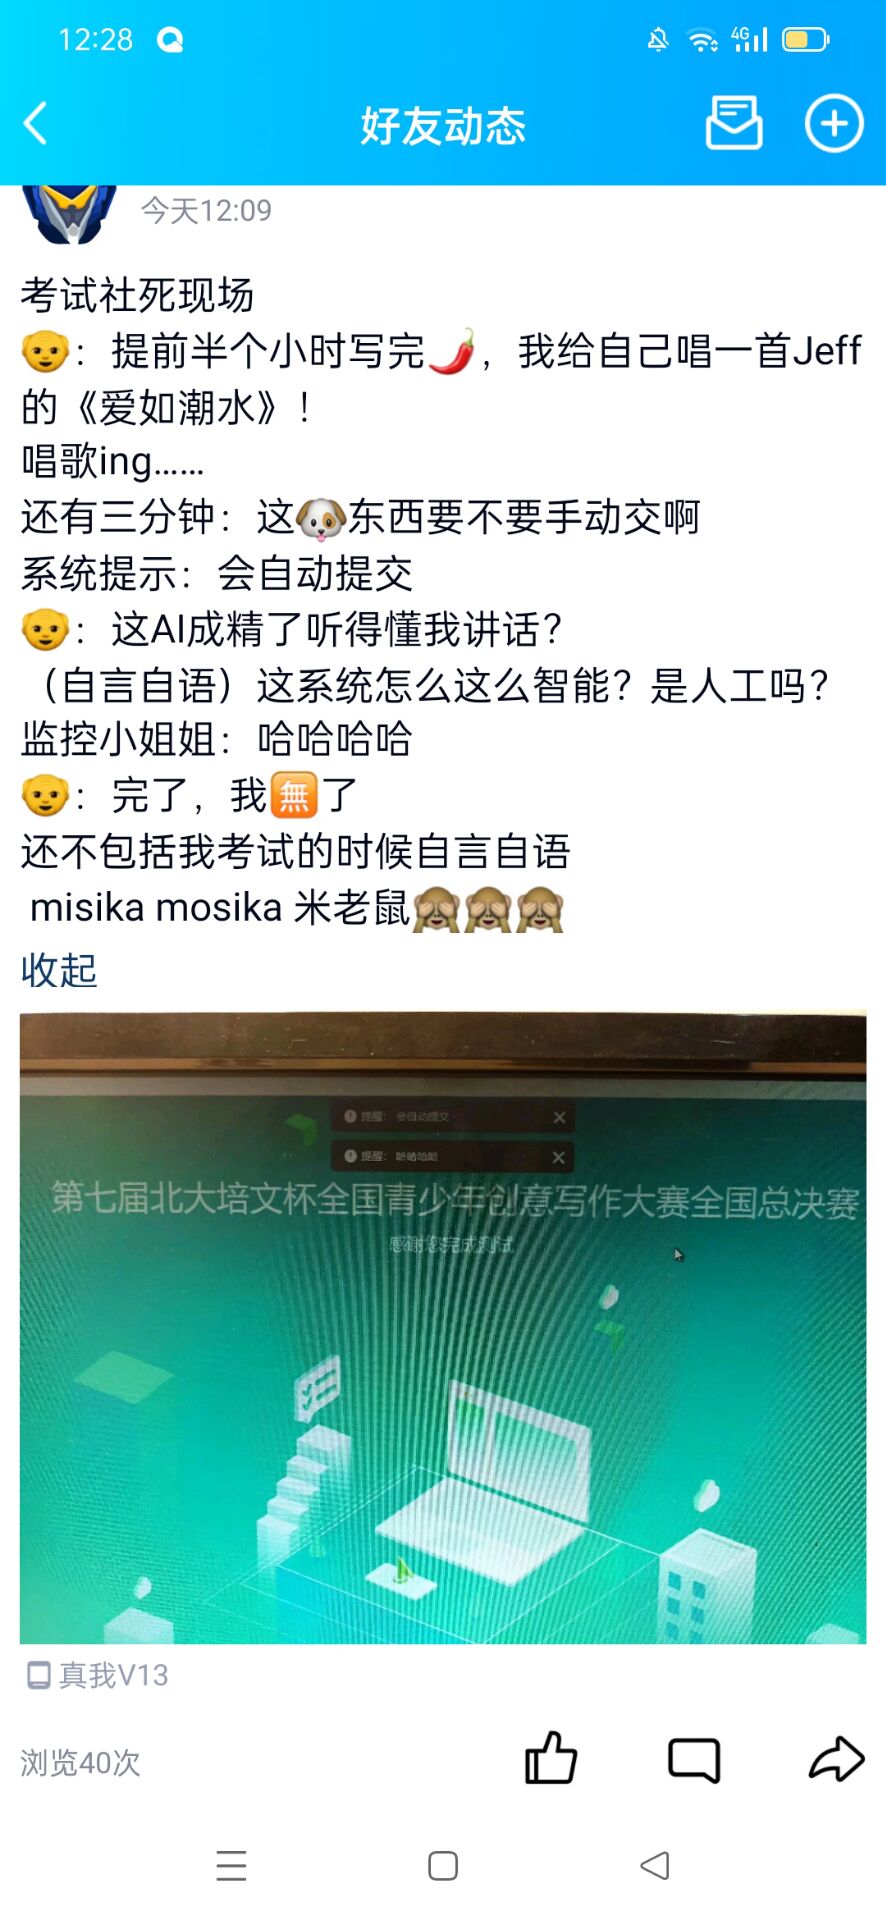 12:28
4G
好友动态
今天12:09
考试社死现场
👴：提前半个小时写完🌶️，我给自己唱一首Jeff
的《爱如潮水》！
唱歌ing……
还有三分钟：这🐶东西要不要手动交啊
系统提示：会自动提交
👴：这AI成精了听得懂我讲话？
（自言自语）这系统怎么这么智能？是人工吗？
监控小姐姐：哈哈哈哈
👴：完了，我🈚了
还不包括我考试的时候自言自语
misika mosika 米老鼠🙈🙈🙈
收起
提醒：会自动提交
提醒：哈哈哈哈
第七届北大培文杯全国青少年创意写作大赛全国总决赛
感谢您完成测试
真我V13
浏览40次